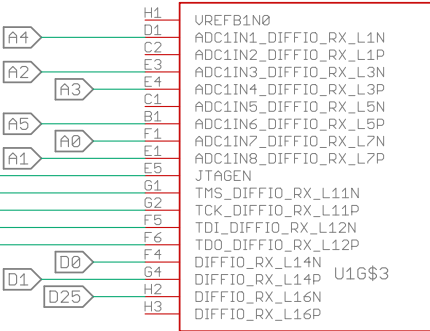 H1 VREFB1N0
A4 D1 ADC1IN1_DIFFIO_RX_L1N
C2 ADC1IN2_DIFFIO_RX_L1P
A2 E3 ADC1IN3_DIFFIO_RX_L3N
A3 E4 ADC1IN4_DIFFIO_RX_L3P
C1 ADC1IN5_DIFFIO_RX_L5N
A5 B1 ADC1IN6_DIFFIO_RX_L5P
A0 F1 ADC1IN7_DIFFIO_RX_L7N
A1 E1 ADC1IN8_DIFFIO_RX_L7P
E5 JTAGEN
G1 TMS_DIFFIO_RX_L11N
G2 TCK_DIFFIO_RX_L11P
F5 TDI_DIFFIO_RX_L12N
F6 TDO_DIFFIO_RX_L12P
D0 F4 DIFFIO_RX_L14N
D1 G4 DIFFIO_RX_L14P U1G$3
D25 H2 DIFFIO_RX_L16N
H3 DIFFIO_RX_L16P